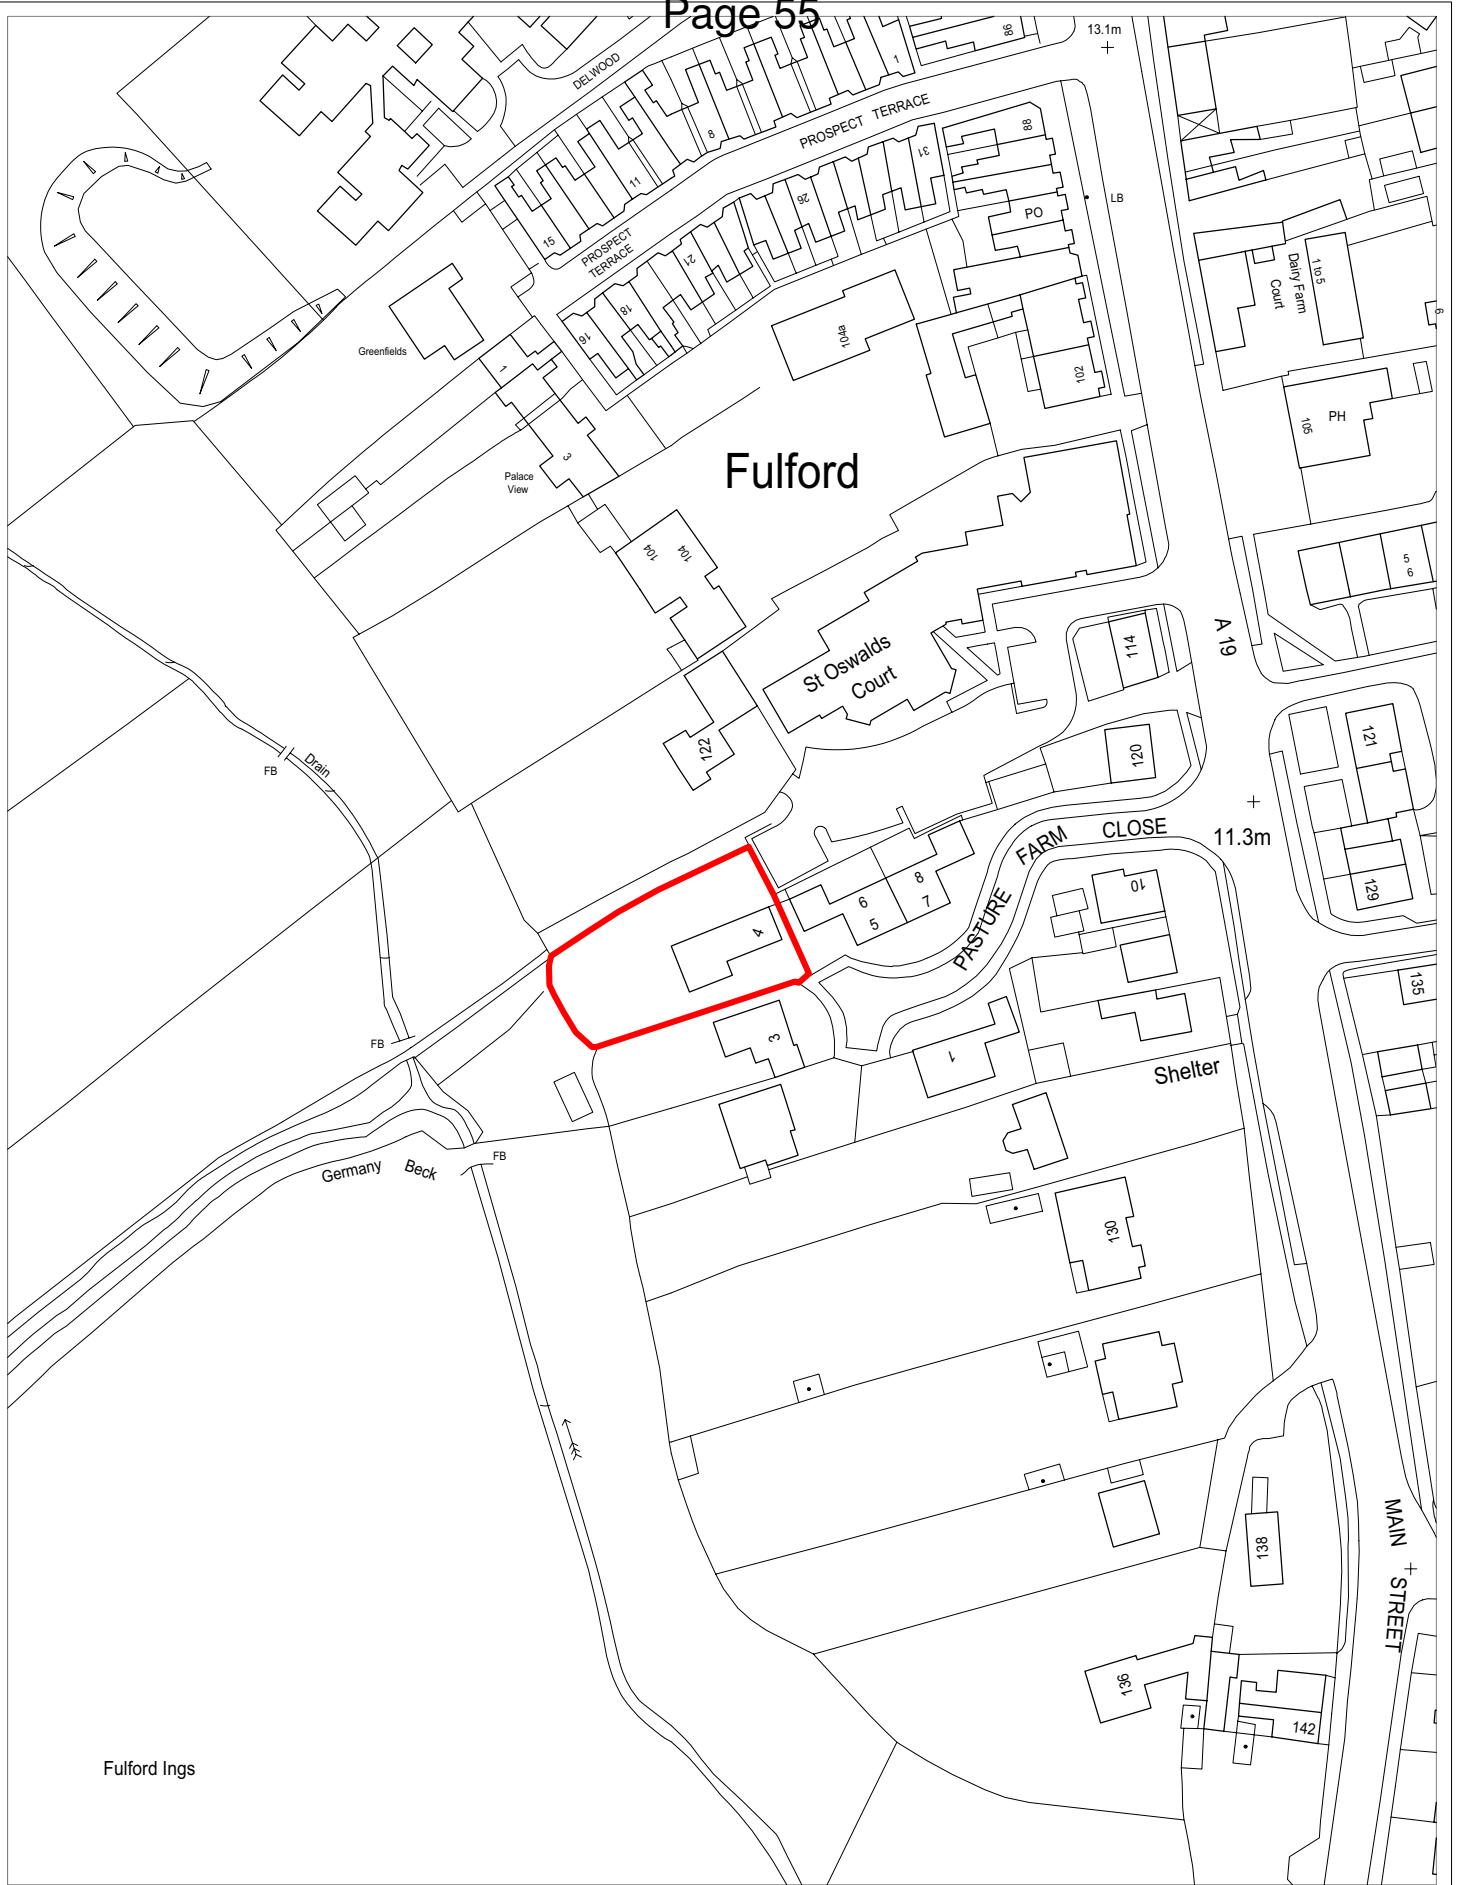 Page 55
13.1m
98
DELWOOD
1
8
11
15
PROSPECT TERRACE
PROSPECT
TERRACE
31
88
26
21
18
16
PO
LB
Dairy Farm
Court
1 to 5
9
104a
102
Greenfields
1
3
Palace
View
Fulford
105
PH
104
104
5
6
St Oswalds
Court
114
A 19
122
120
121
FB
Drain
PASTURE FARM CLOSE
11.3m
8
7
6
5
10
129
4
135
FB
3
1
Shelter
Germany Beck
FB
130
MAIN STREET
138
136
142
Fulford Ings